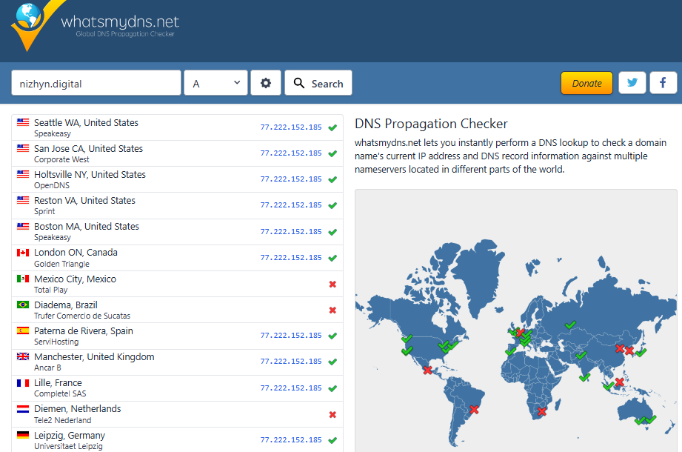 whatsmydns.net
Global DNS Propagation Checker
nizhyn.digital
A
Search
Donate
Seattle WA, United States
Speakeasy
77.222.152.185
San Jose CA, United States
Corporate West
77.222.152.185
Holtsville NY, United States
OpenDNS
77.222.152.185
Reston VA, United States
Sprint
77.222.152.185
Boston MA, United States
Speakeasy
77.222.152.185
London ON, Canada
Golden Triangle
77.222.152.185
Mexico City, Mexico
Total Play
Diadema, Brazil
Trufer Comercio de Sucatas
Paterna de Rivera, Spain
ServiHosting
77.222.152.185
Manchester, United Kingdom
Ancar B
77.222.152.185
Lille, France
Completel SAS
77.222.152.185
Diemen, Netherlands
Tele2 Nederland
Leipzig, Germany
Universitaet Leipzig
77.222.152.185
DNS Propagation Checker
whatsmydns.net lets you instantly perform a DNS lookup to check a domain
name's current IP address and DNS record information against multiple
nameservers located in different parts of the world.